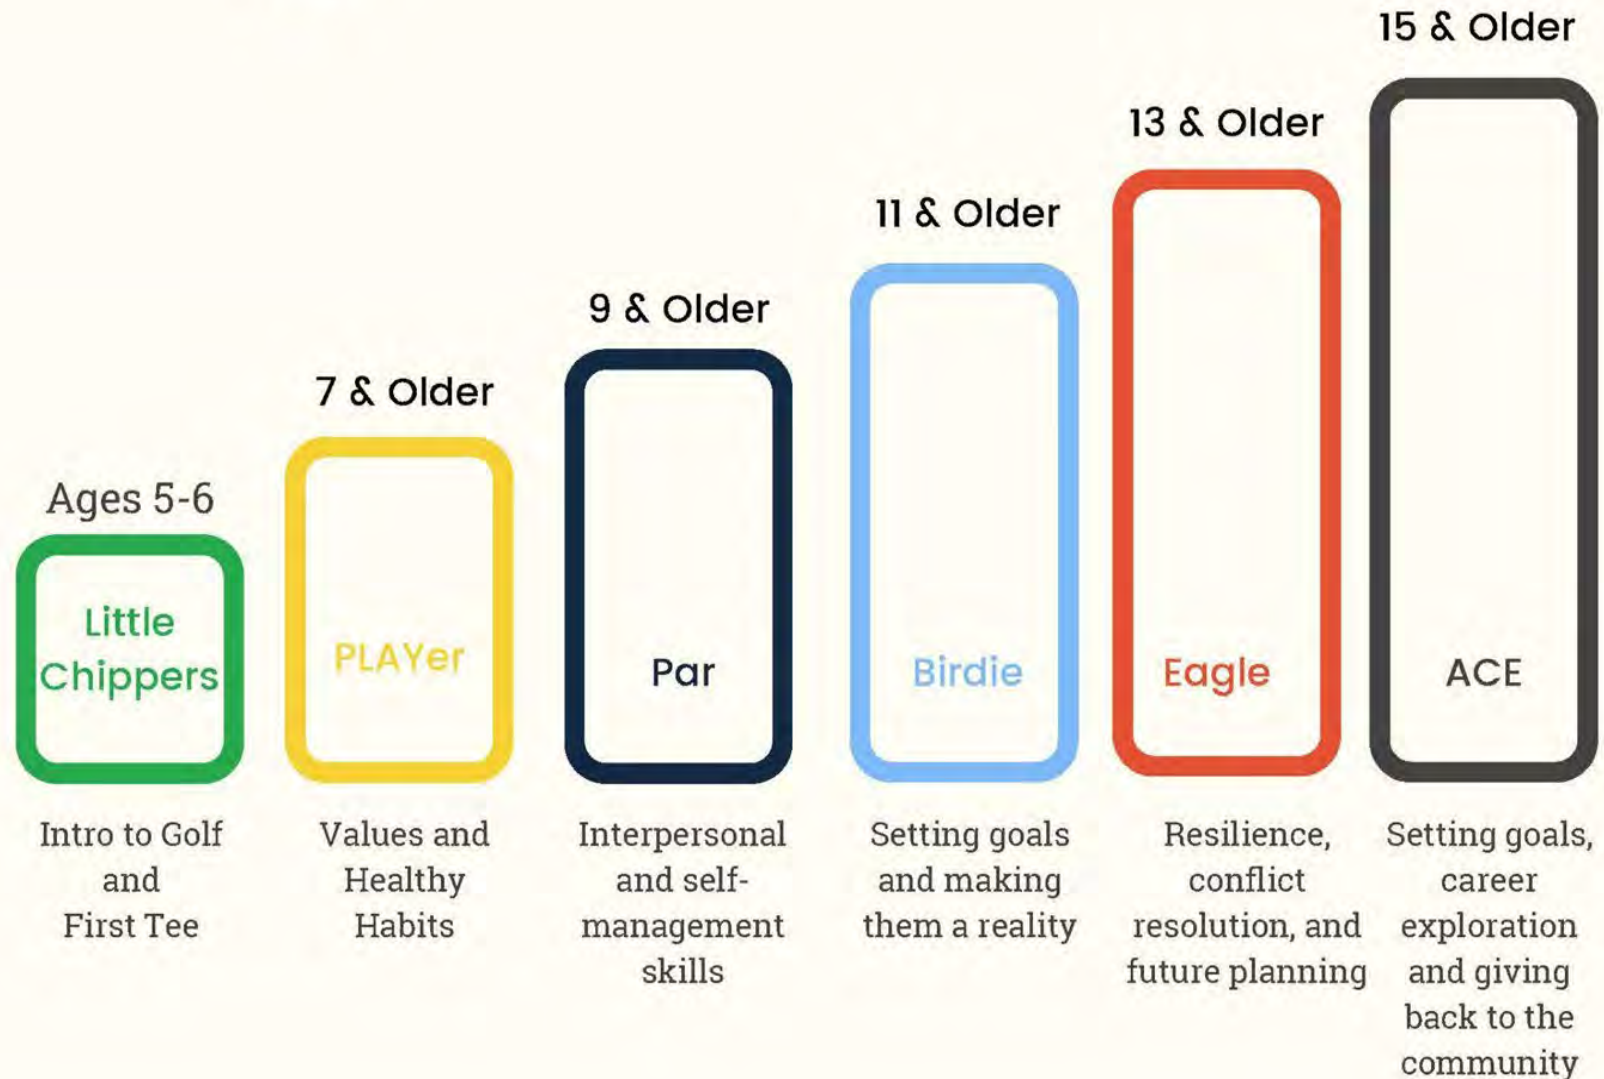 Ages 5-6
Little
Chippers
Intro to Golf
and
First Tee
7 & Older
PLAYer
Values and
Healthy
Habits
9 & Older
Par
Interpersonal
and self-
management
skills
11 & Older
Birdie
Setting goals
and making
them a reality
13 & Older
Eagle
Resilience,
conflict
resolution, and
future planning
15 & Older
ACE
Setting goals,
career
exploration
and giving
back to the
community